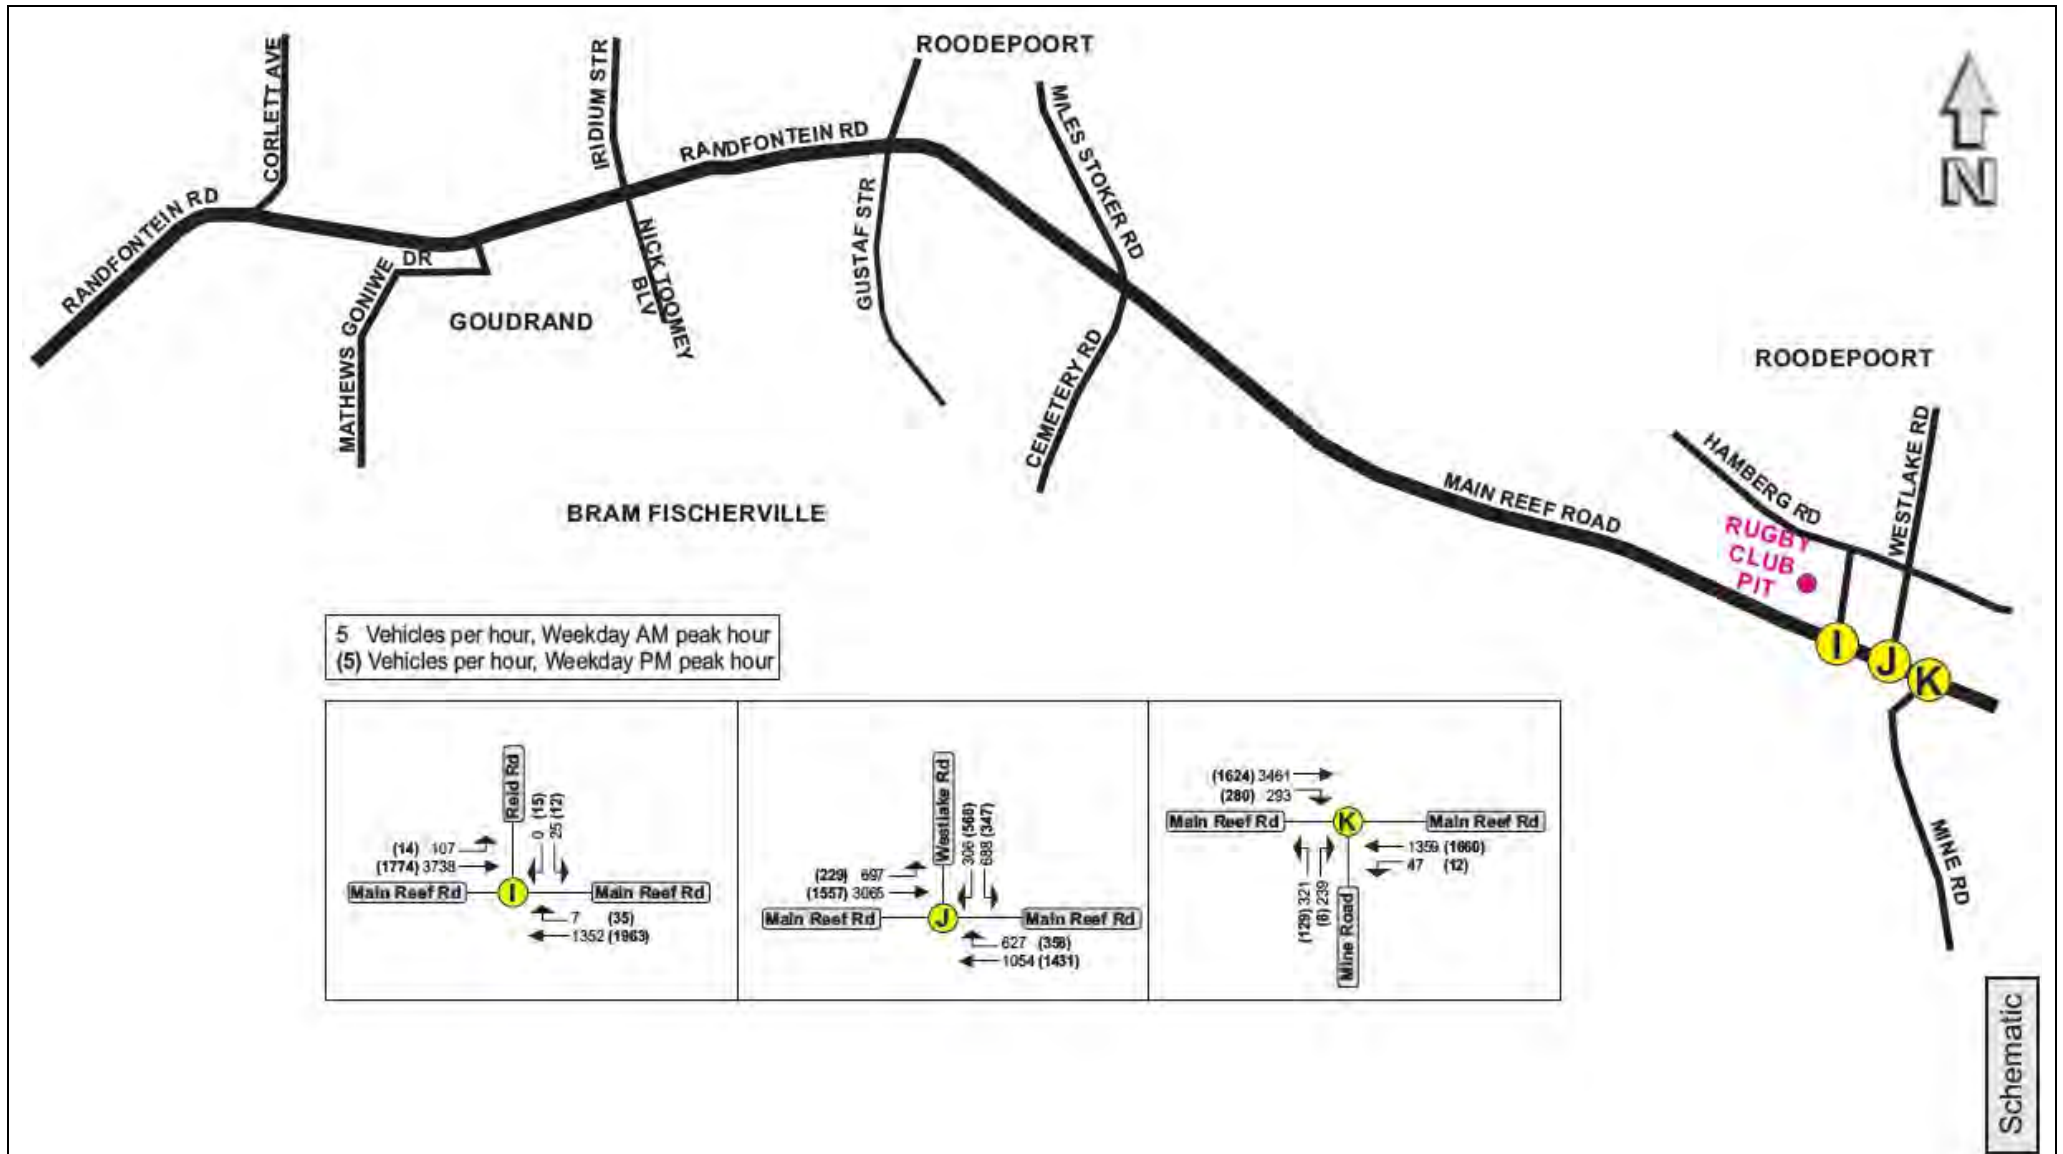 ROODEPOORT
CORLETT AVE
IRIDIUM STR
MILES STOKER RD
N
RANDFONTEIN RD
RANDFONTEIN RD
GUSTAF STR
MATHEWS GONIWE
DR
NICK TOOMEY
BLV
GOUDRAND
CEMETERY RD
ROODEPOORT
BRAM FISCHERVILLE
MAIN REEF ROAD
HAMBERG RD
WESTLAKE RD
RUGBY
CLUB
PIT
I
J
K
MINE RD
5 Vehicles per hour, Weekday AM peak hour
(5) Vehicles per hour, Weekday PM peak hour
Reid Rd
0 (15)
25 (12)
(14) 107
(1774) 3738
Main Reef Rd
I
Main Reef Rd
7 (35)
1352 (1963)
Westlake Rd
306 (568)
688 (347)
(229) 697
(1557) 3065
Main Reef Rd
J
Main Reef Rd
627 (356)
1054 (1431)
(1624) 3461
(280) 293
Main Reef Rd
K
Main Reef Rd
1359 (1660)
47 (12)
(129) 321
(6) 239
Mine Road
Schematic